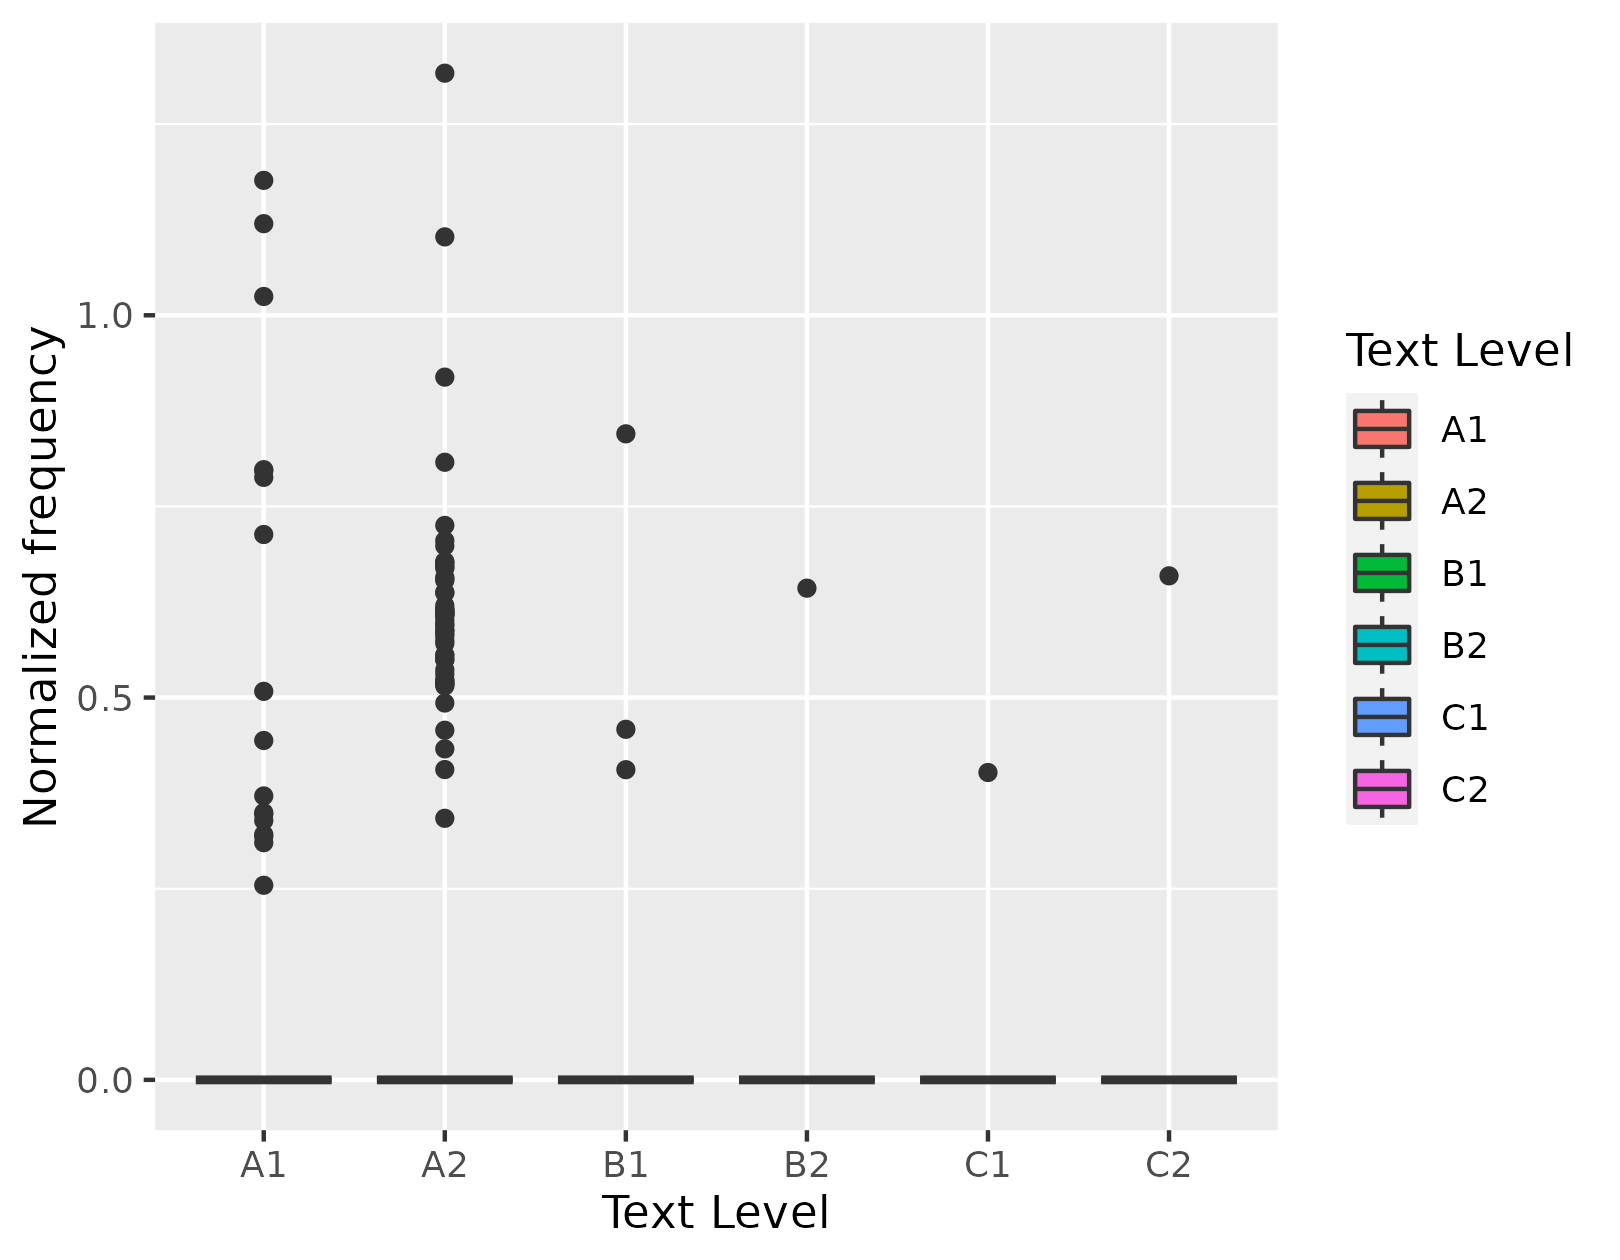 Normalized frequency
1.0
0.5
0.0
A1 A2 B1 B2 C1 C2
Text Level
Text Level
A1
A2
B1
B2
C1
C2